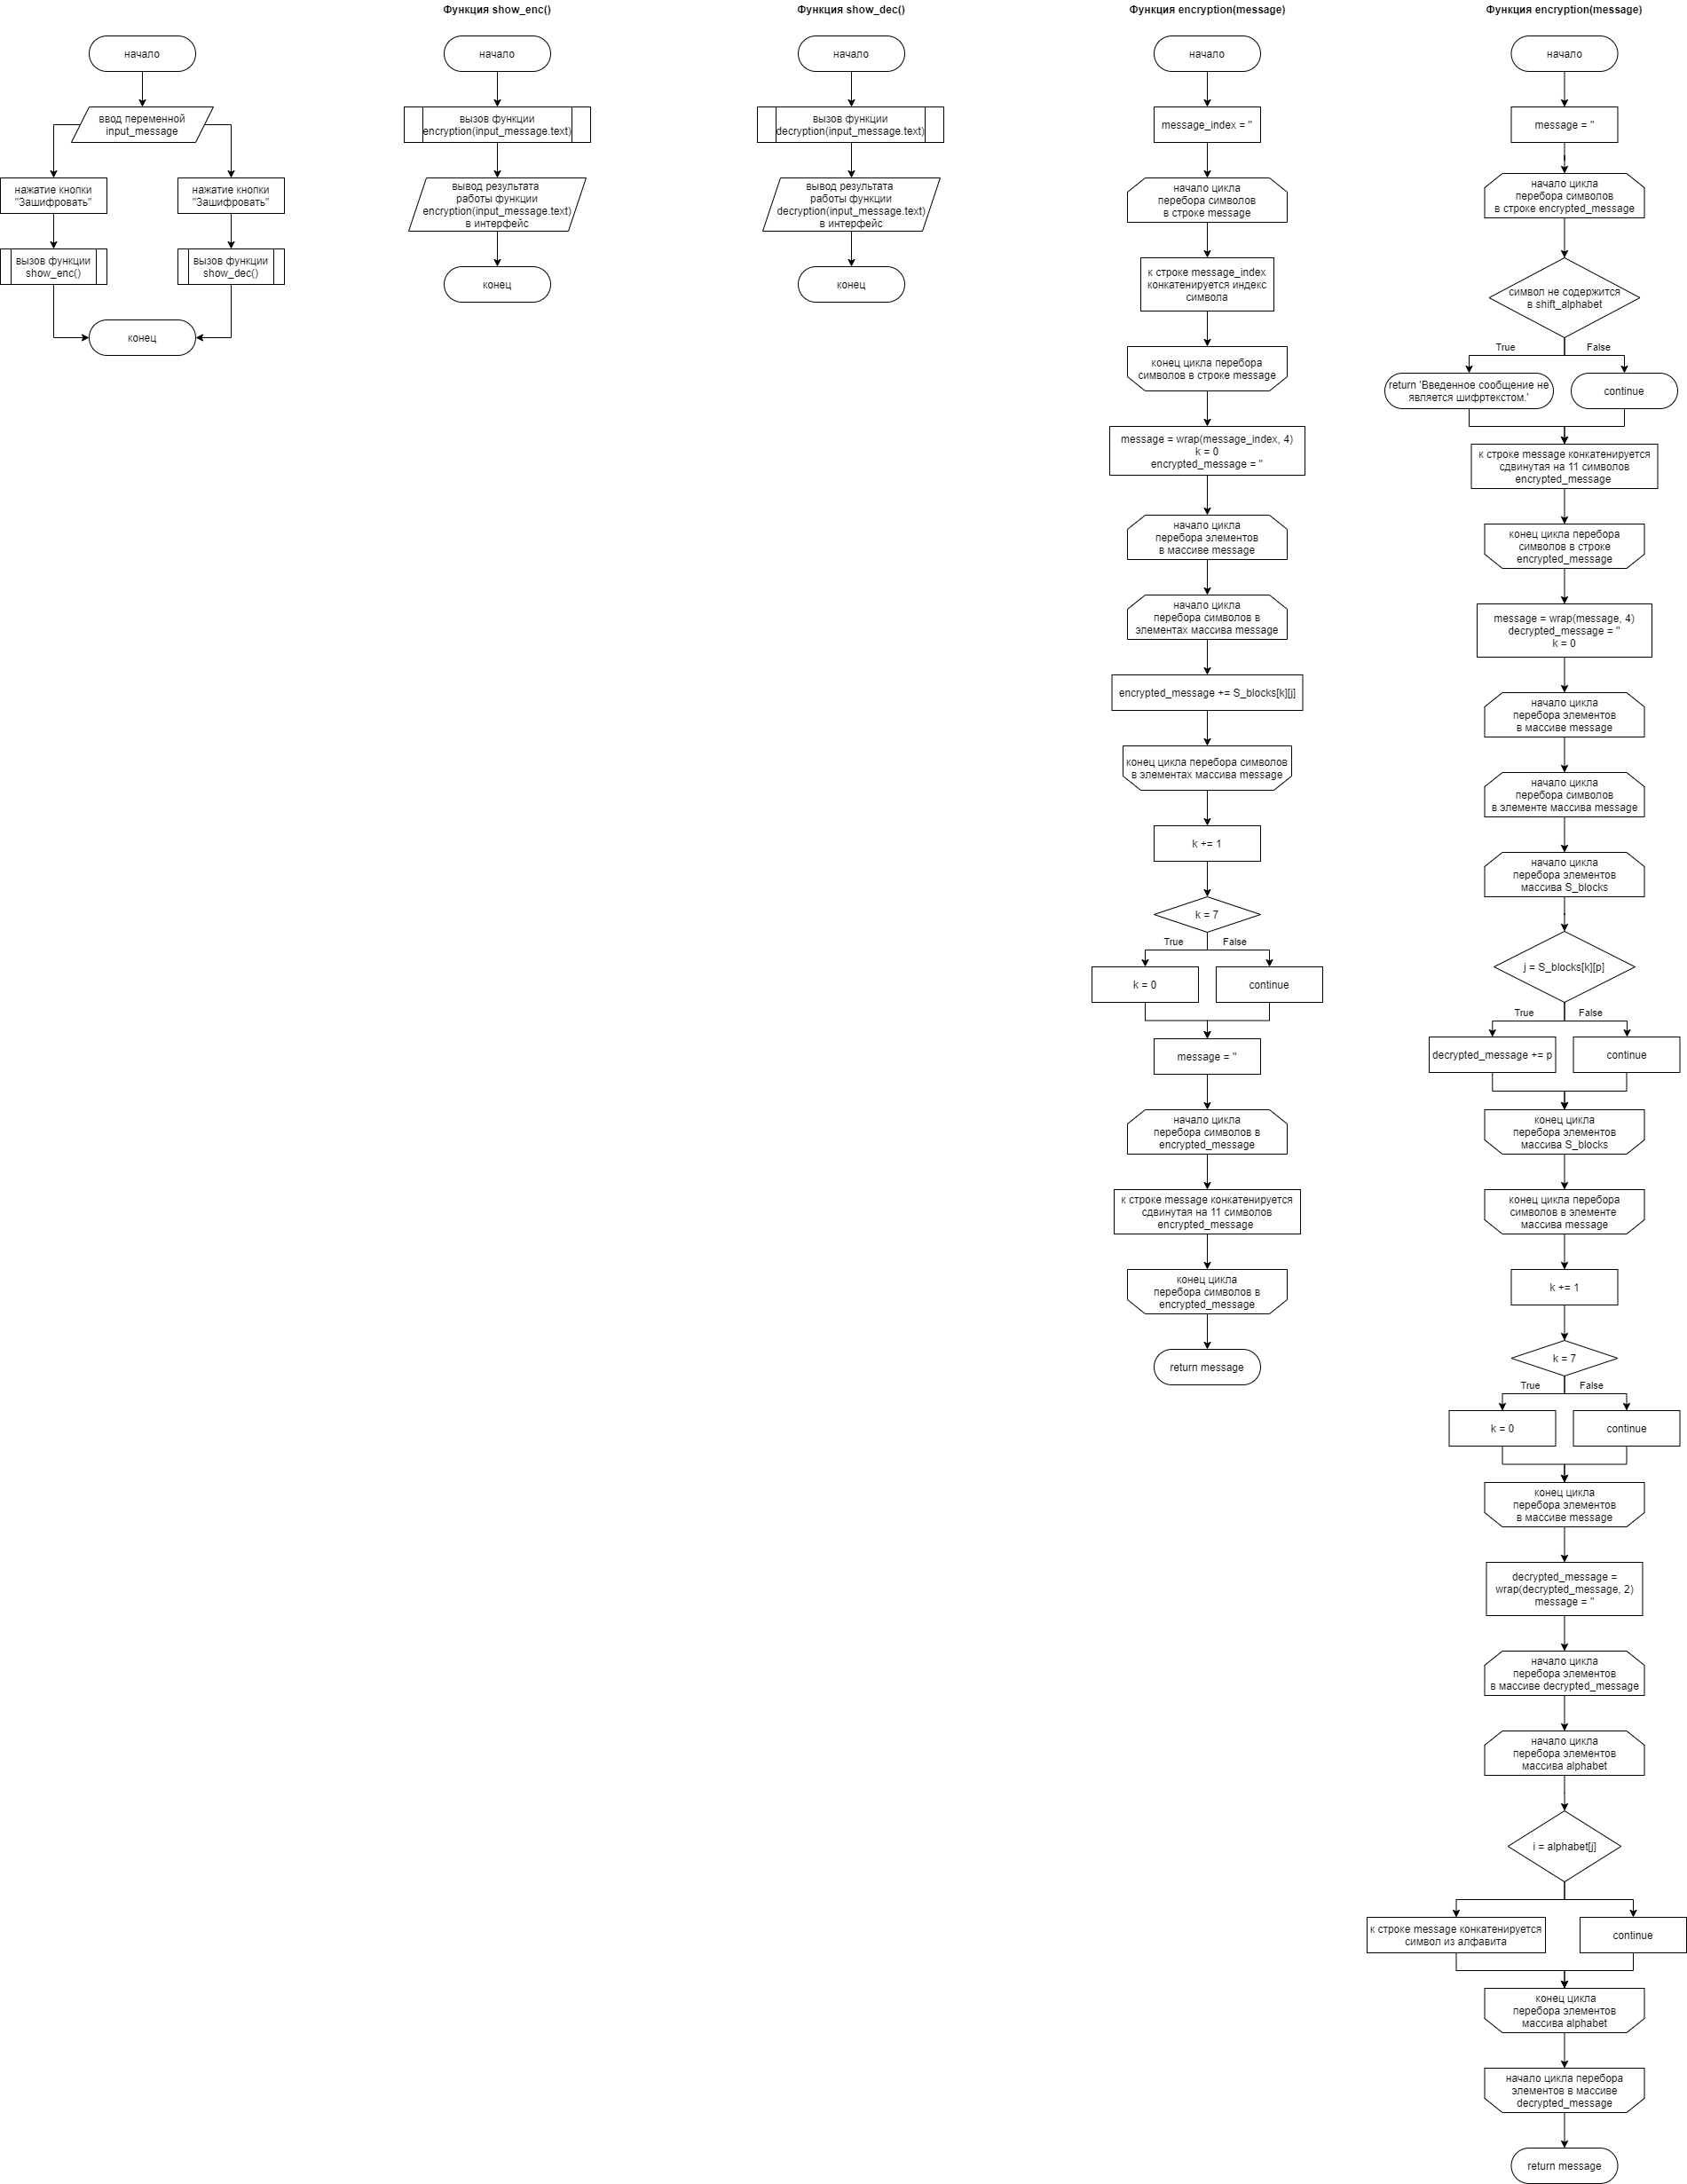 начало
ввод переменной
input_message
нажатие кнопки
"Зашифровать"
нажатие кнопки
"Зашифровать"
вызов функции
show_enc()
вызов функции
show_dec()
конец
Функция show_enc()
начало
вызов функции
encryption(input_message.text)
вывод результата
работы функции
encryption(input_message.text)
в интерфейс
конец
Функция show_dec()
начало
вызов функции
decryption(input_message.text)
вывод результата
работы функции
decryption(input_message.text)
в интерфейс
конец
Функция encryption(message)
начало
message_index = ''
начало цикла
перебора символов
в строке message
к строке message_index
конкатенируется индекс
символа
конец цикла перебора
символов в строке message
message = wrap(message_index, 4)
k = 0
encrypted_message = ''
начало цикла
перебора элементов
в массиве message
начало цикла
перебора символов в
элементах массива message
encrypted_message += S_blocks[k][j]
конец цикла перебора символов
в элементах массива message
k += 1
k = 7
True
False
k = 0
continue
message = ''
начало цикла
перебора символов в
encrypted_message
к строке message конкатенируется
сдвинутая на 11 символов
encrypted_message
конец цикла
перебора символов в
encrypted_message
return message
Функция encryption(message)
начало
message = ''
начало цикла
перебора символов
в строке encrypted_message
символ не содержится
в shift_alphabet
True
False
return 'Введенное сообщение не
является шифртекстом.'
continue
к строке message конкатенируется
сдвинутая на 11 символов
encrypted_message
конец цикла перебора
символов в строке
encrypted_message
message = wrap(message, 4)
decrypted_message = ''
k = 0
начало цикла
перебора элементов
в массиве message
начало цикла
перебора символов
в элементе массива message
начало цикла
перебора элементов
массива S_blocks
j = S_blocks[k][p]
True
False
decrypted_message += p
continue
конец цикла
перебора элементов
массива S_blocks
конец цикла перебора
символов в элементе
массива message
k += 1
k = 7
True
False
k = 0
continue
конец цикла
перебора элементов
в массиве message
decrypted_message =
wrap(decrypted_message, 2)
message = ''
начало цикла
перебора элементов
в массиве decrypted_message
начало цикла
перебора элементов
массива alphabet
i = alphabet[j]
к строке message конкатенируется
символ из алфавита
continue
конец цикла
перебора элементов
массива alphabet
начало цикла перебора
элементов в массиве
decrypted_message
return message